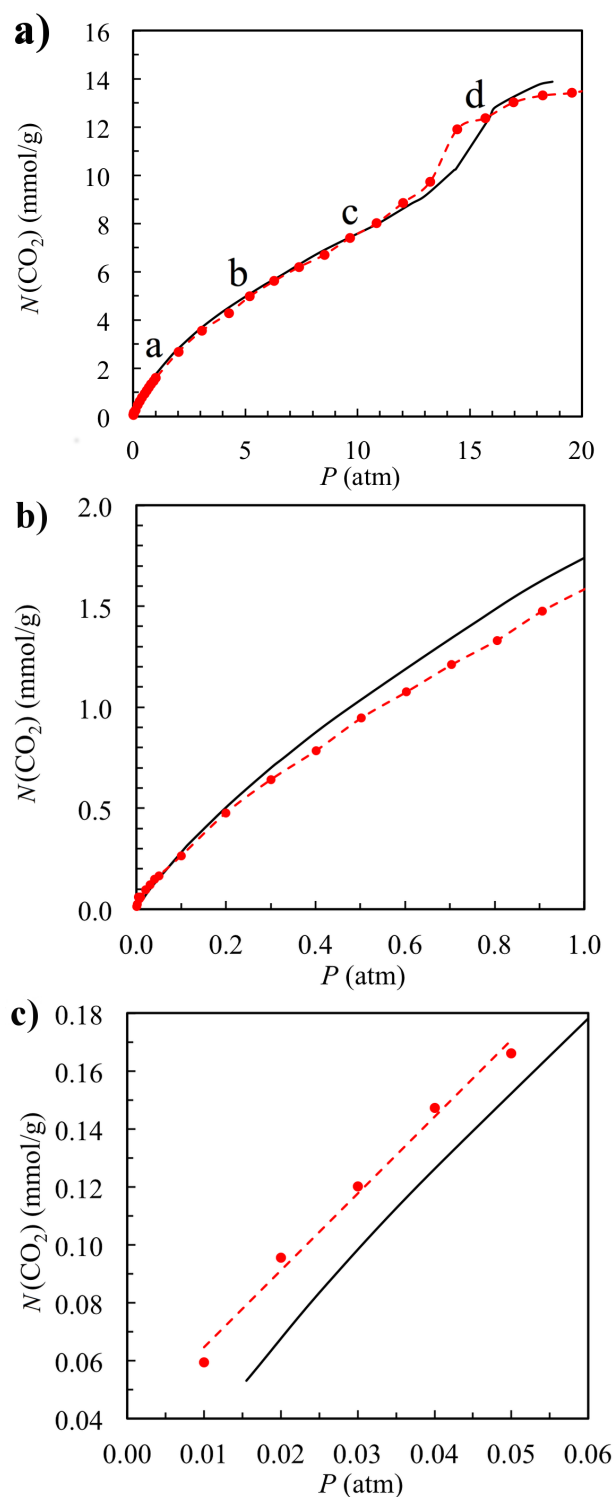 a)
16
14
12
10
8
6
4
2
0
N(CO₂) (mmol/g)
a
b
c
d
0 5 10 15 20
P (atm)
b)
2.0
1.5
1.0
0.5
0.0
N(CO₂) (mmol/g)
0.0 0.2 0.4 0.6 0.8 1.0
P (atm)
c)
0.18
0.16
0.14
0.12
0.10
0.08
0.06
0.04
N(CO₂) (mmol/g)
0.00 0.01 0.02 0.03 0.04 0.05 0.06
P (atm)